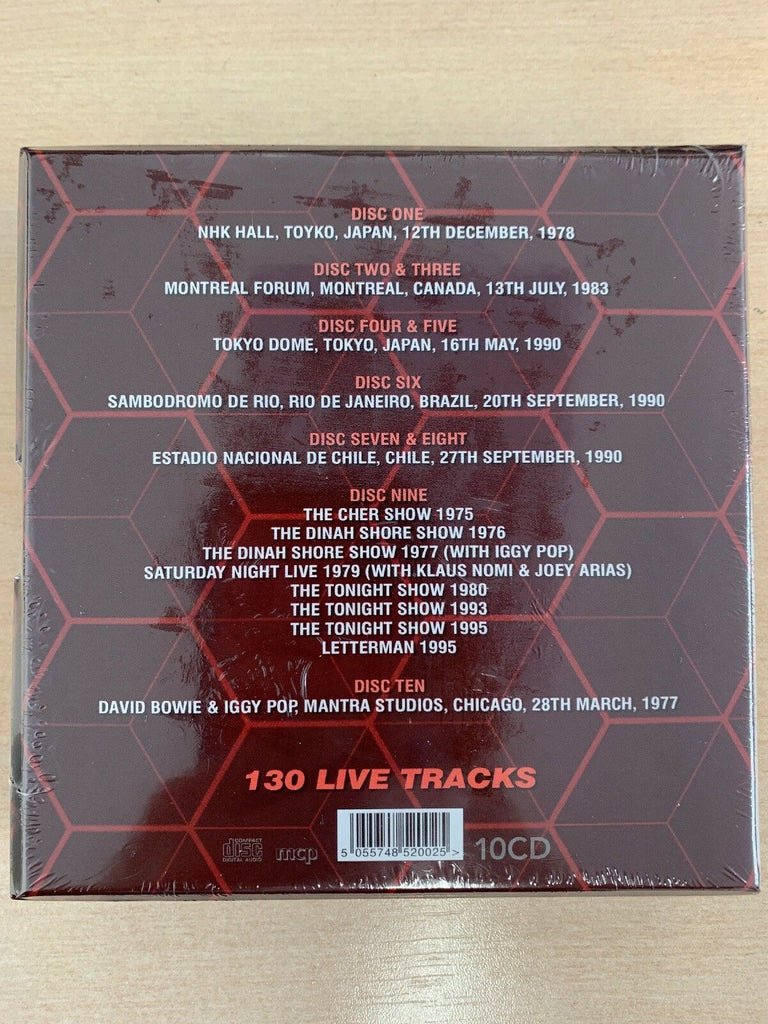 DISC ONE
NHK HALL, TOYKO, JAPAN, 12TH DECEMBER, 1978
DISC TWO & THREE
MONTREAL FORUM, MONTREAL, CANADA, 13TH JULY, 1983
DISC FOUR & FIVE
TOKYO DOME, TOKYO, JAPAN, 16TH MAY, 1990
DISC SIX
SAMBODROMO DE RIO, RIO DE JANEIRO, BRAZIL, 20TH SEPTEMBER, 1990
DISC SEVEN & EIGHT
ESTADIO NACIONAL DE CHILE, CHILE, 27TH SEPTEMBER, 1990
DISC NINE
THE CHER SHOW 1975
THE DINAH SHORE SHOW 1976
THE DINAH SHORE SHOW 1977 (WITH IGGY POP)
SATURDAY NIGHT LIVE 1979 (WITH KLAUS NOMI & JOEY ARIAS)
THE TONIGHT SHOW 1980
THE TONIGHT SHOW 1993
THE TONIGHT SHOW 1995
LETTERMAN 1995
DISC TEN
DAVID BOWIE & IGGY POP, MANTRA STUDIOS, CHICAGO, 28TH MARCH, 1977
130 LIVE TRACKS
COMPACT
disc
DIGITAL AUDIO
mcp
5 055748 520025 >
10CD